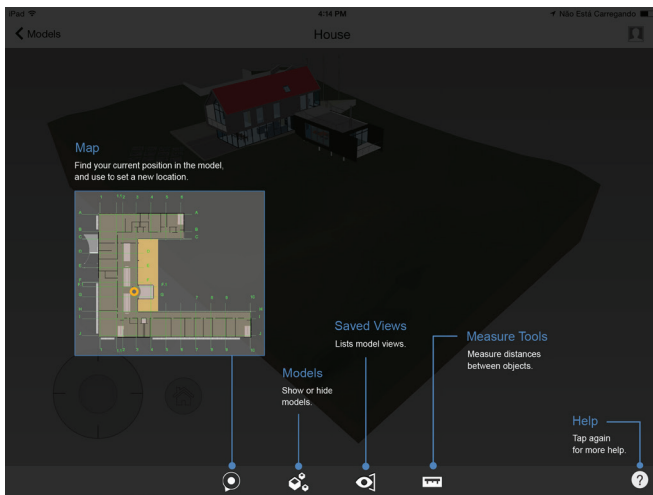 iPad
4:14 PM
Não Está Carregando
Models
House
Map
Find your current position in the model,
and use to set a new location.
Saved Views
Lists model views.
Measure Tools
Measure distances
between objects.
Models
Show or hide
models.
Help
Tap again
for more help.
?